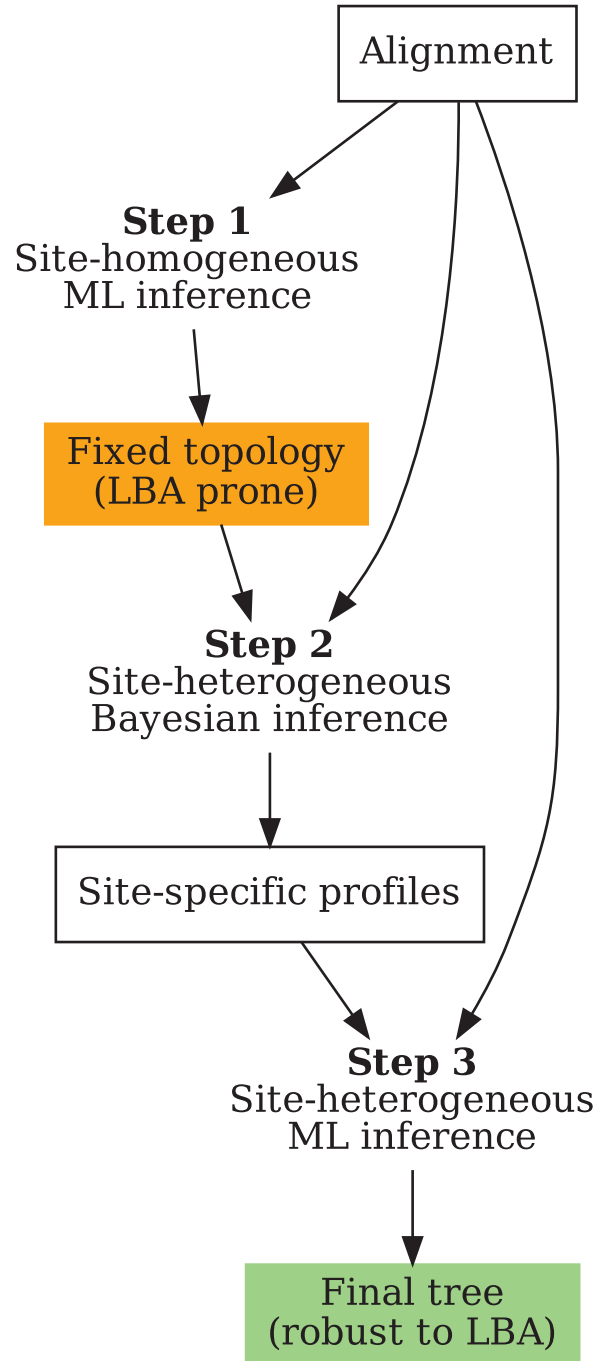 Alignment
Step 1
Site-homogeneous
ML inference
Fixed topology
(LBA prone)
Step 2
Site-heterogeneous
Bayesian inference
Site-specific profiles
Step 3
Site-heterogeneous
ML inference
Final tree
(robust to LBA)